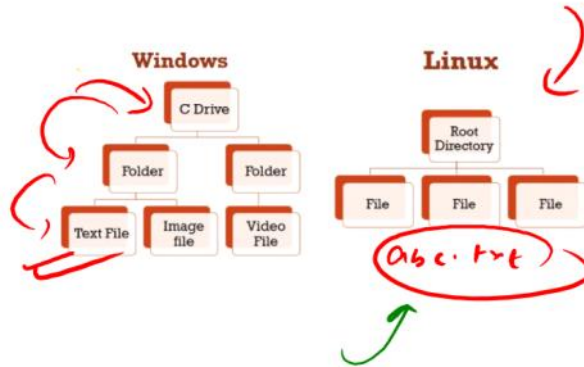 Windows
C Drive
Folder
Folder
Text File
Image
file
Video
File
Linux
Root
Directory
File
File
File
abc.txt